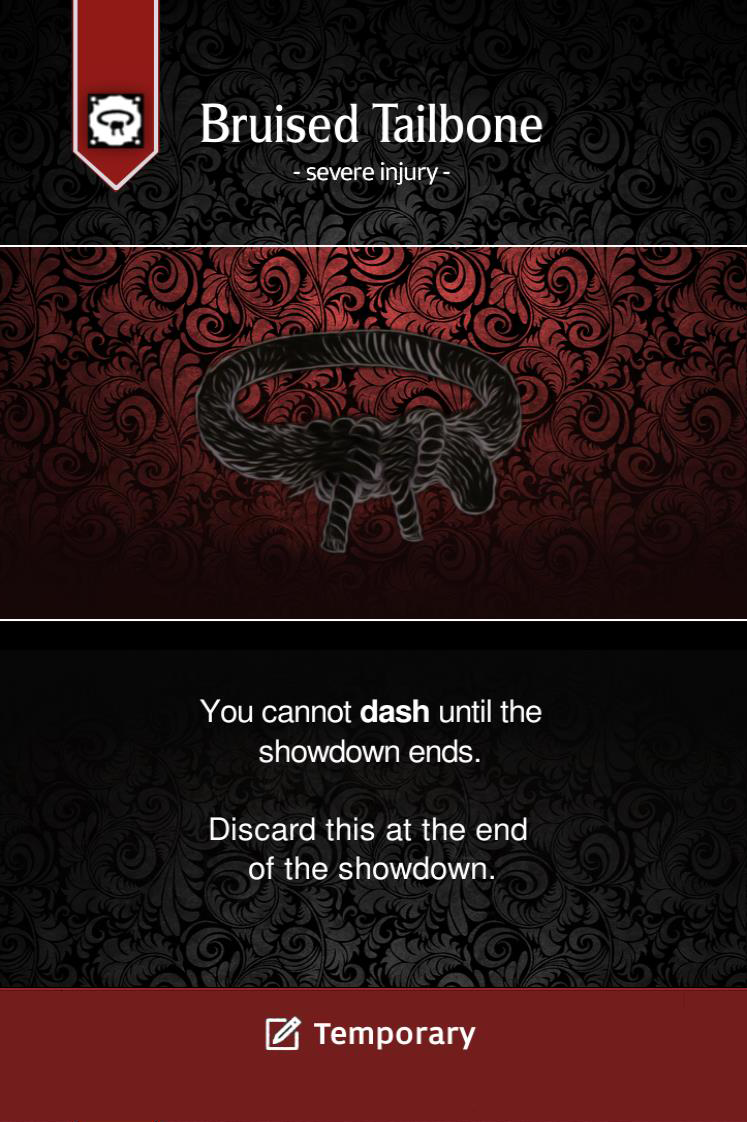 Bruised Tailbone
- severe injury -
You cannot dash until the
showdown ends.
Discard this at the end
of the showdown.
Temporary